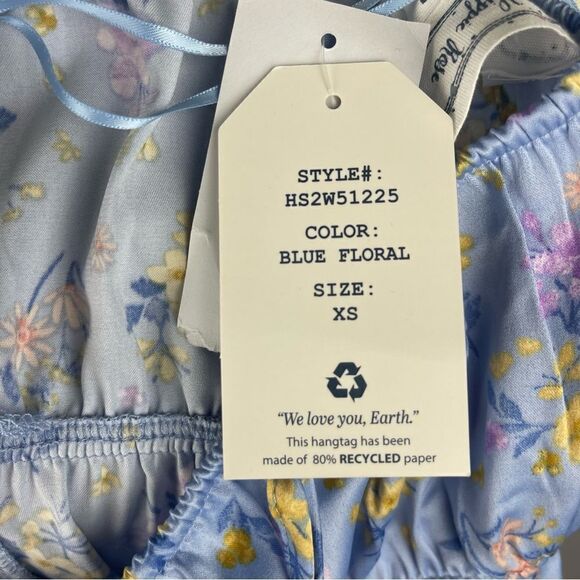 STYLE#:
HS2W51225
COLOR:
BLUE FLORAL
SIZE:
XS
“We love you, Earth.”
This hangtag has been
made of 80% RECYCLED paper